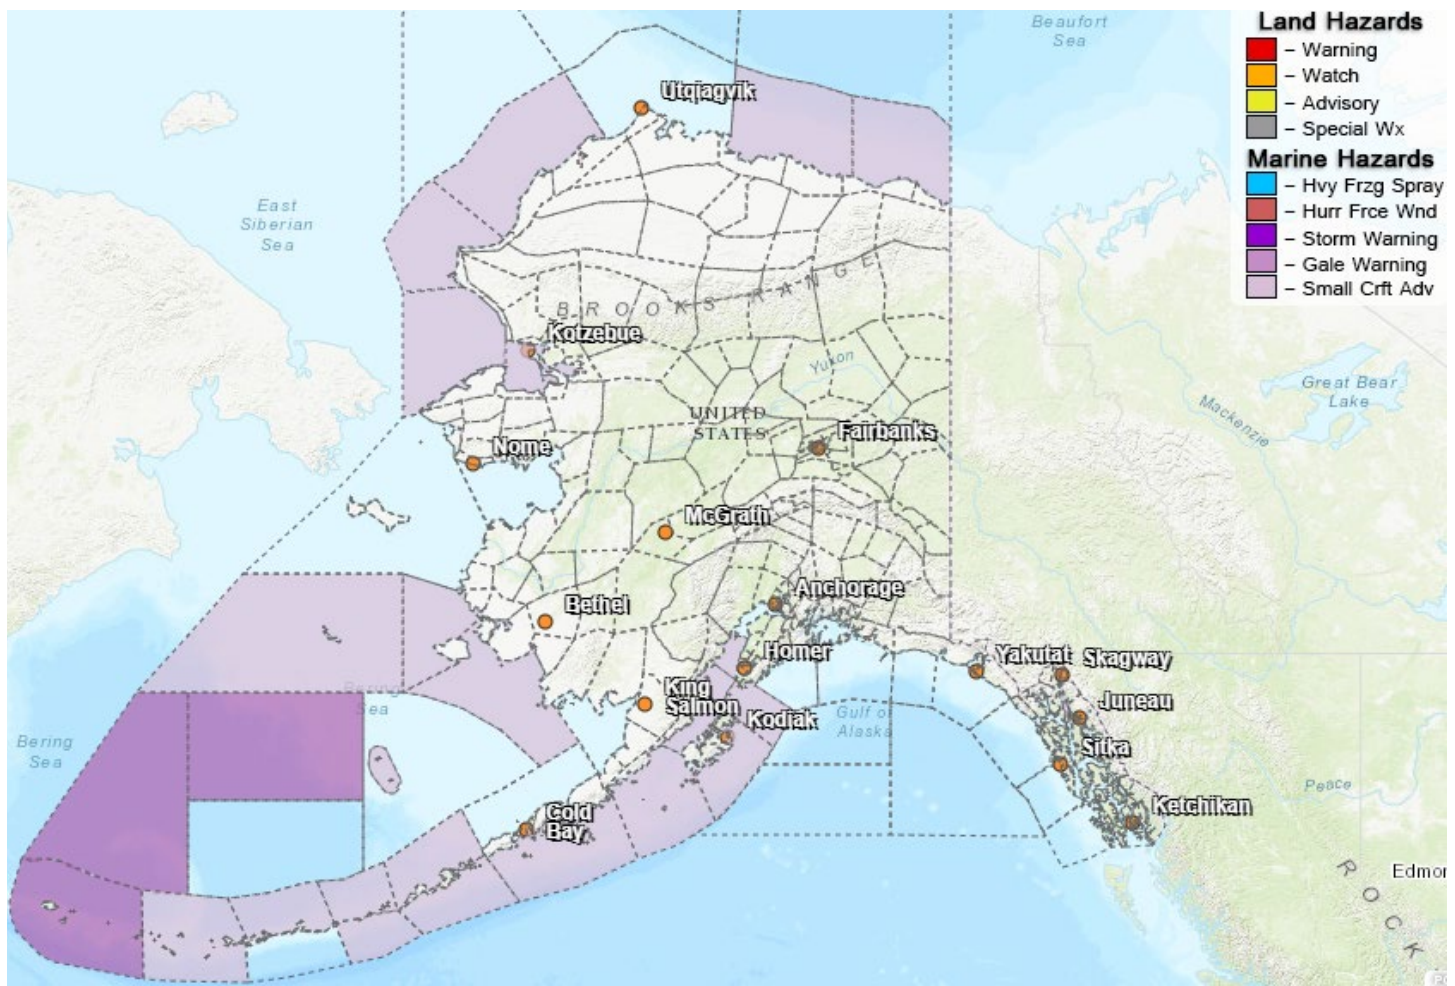 Beaufort
Sea
Land Hazards
– Warning
– Watch
– Advisory
– Special Wx
Marine Hazards
– Hvy Frzg Spray
– Hurr Frce Wnd
– Storm Warning
– Gale Warning
– Small Crft Adv
Utqiagvik
East
Siberian
Sea
BROOKS RANGE
Kotzebue
Yukon
Great Bear
Lake
Mackenzie
UNITED
STATES
Fairbanks
Nome
McGrath
Anchorage
Bethel
Homer
Yakutat
Skagway
King
Salmon
Juneau
Bering
Sea
Kodiak
Gulf of
Alaska
Bering
Sea
Sitka
Peace
Cold
Bay
Ketchikan
ROCK
Edmor